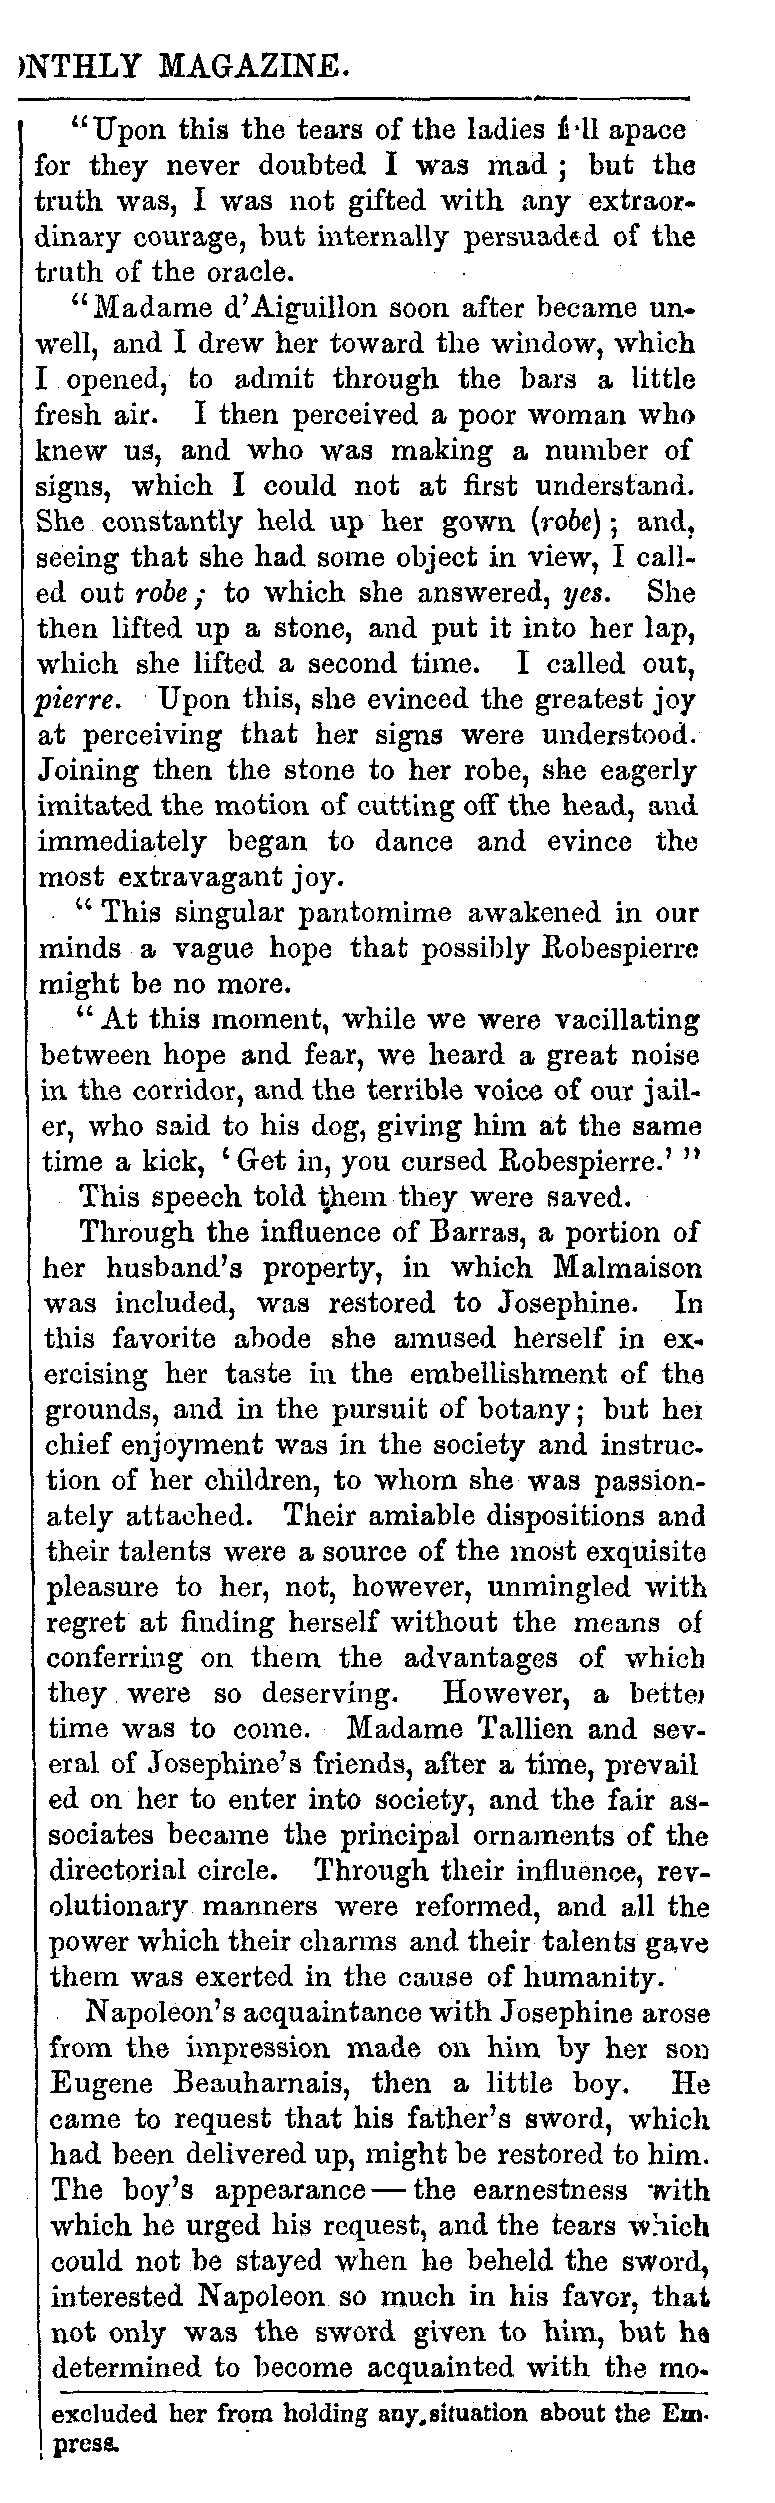 ONTHLY MAGAZINE.
“Upon this the tears of the ladies fell apace
for they never doubted I was mad ; but the
truth was, I was not gifted with any extraor-
dinary courage, but internally persuaded of the
truth of the oracle.
“Madame d’Aiguillon soon after became un-
well, and I drew her toward the window, which
I opened, to admit through the bars a little
fresh air. I then perceived a poor woman who
knew us, and who was making a number of
signs, which I could not at first understand.
She constantly held up her gown (robe) ; and,
seeing that she had some object in view, I call-
ed out robe ; to which she answered, yes. She
then lifted up a stone, and put it into her lap,
which she lifted a second time. I called out,
pierre. Upon this, she evinced the greatest joy
at perceiving that her signs were understood.
Joining then the stone to her robe, she eagerly
imitated the motion of cutting off the head, and
immediately began to dance and evince the
most extravagant joy.
“ This singular pantomime awakened in our
minds a vague hope that possibly Robespierre
might be no more.
“ At this moment, while we were vacillating
between hope and fear, we heard a great noise
in the corridor, and the terrible voice of our jail-
er, who said to his dog, giving him at the same
time a kick, ‘ Get in, you cursed Robespierre.’ ”
This speech told them they were saved.
Through the influence of Barras, a portion of
her husband’s property, in which Malmaison
was included, was restored to Josephine. In
this favorite abode she amused herself in ex-
ercising her taste in the embellishment of the
grounds, and in the pursuit of botany ; but her
chief enjoyment was in the society and instruc-
tion of her children, to whom she was passion-
ately attached. Their amiable dispositions and
their talents were a source of the most exquisite
pleasure to her, not, however, unmingled with
regret at finding herself without the means of
conferring on them the advantages of which
they were so deserving. However, a better
time was to come. Madame Tallien and sev-
eral of Josephine’s friends, after a time, prevail
ed on her to enter into society, and the fair as-
sociates became the principal ornaments of the
directorial circle. Through their influence, rev-
olutionary manners were reformed, and all the
power which their charms and their talents gave
them was exerted in the cause of humanity.
Napoleon’s acquaintance with Josephine arose
from the impression made on him by her son
Eugene Beauharnais, then a little boy. He
came to request that his father’s sword, which
had been delivered up, might be restored to him.
The boy’s appearance — the earnestness with
which he urged his request, and the tears which
could not be stayed when he beheld the sword,
interested Napoleon so much in his favor, that
not only was the sword given to him, but he
determined to become acquainted with the mo-
excluded her from holding any situation about the Em-
press.